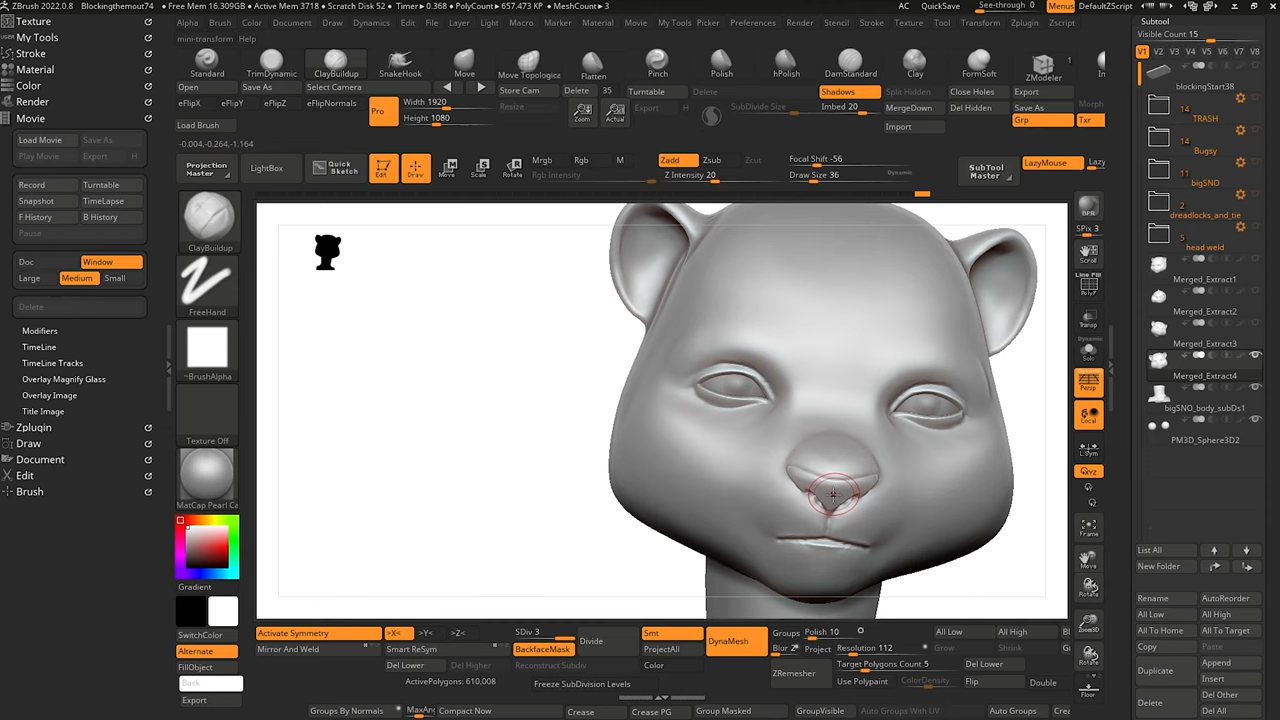 ZBrush 2022.0.8 Blockingthemout74 • Free Mem 16.309GB • Active Mem 3718 • Scratch Disk 52 • Timer▸0.368 • PolyCount▸657.473 KP • MeshCount▸3
AC QuickSave See-through 0 Menus DefaultZScript
Alpha Brush Color Document Draw Dynamics Edit File Layer Light Macro Marker Material Movie My Tools Picker Preferences Render Stencil Stroke Surface Texture Tool Transform Zplugin Zscript
mini-transform Help
Texture
My Tools
Stroke
Material
Color
Render
Movie
Load Movie Save As
Play Movie Export H
Record Turntable
Snapshot TimeLapse
F History B History
Pause
Doc Window
Large Medium Small
Delete
Modifiers
TimeLine
TimeLine Tracks
Overlay Magnify Glass
Overlay Image
Title Image
Zplugin
Draw
Document
Edit
Brush
Standard TrimDynamic ClayBuildup SnakeHook Move Move Topologica Flatten Pinch Polish hPolish DamStandard Clay FormSoft ZModeler 1
Open Save As Select Camera Store Cam Delete 35 Turntable Delete Shadows Split Hidden Close Holes Export
eFlipX eFlipY eFlipZ eFlipNormals Pro Width 1920 Height 1080 Resize Zoom Actual Export H SubDivide Size Imbed 20 MergeDown Del Hidden Save As Morph
Load Brush Import Grp Txr
-0.004,-0.264,-1.164
Projection Master LightBox Quick Sketch Edit Draw Move Scale Rotate Mrgb Rgb M Zadd Zsub Zcut Focal Shift -56 SubTool Master LazyMouse Lazy
Rgb Intensity Z Intensity 20 Draw Size 36 Dynamic
ClayBuildup
FreeHand
~BrushAlpha
Texture Off
MatCap Pearl Ca
Gradient
SwitchColor
Alternate
FillObject
Back
Export
BPR
SPix 3
Scroll
Line Fill
PolyF
Transp
Dynamic
Solo
Persp
Local
L.Sym
Qxyz
Frame
Move
Rotate
Zoom3D
Rotate
Floor
Subtool
Visible Count 15
V1 V2 V3 V4 V5 V6 V7 V8
blockingStart38
14
TRASH
14
Bugsy
11
bigSNO
2
dreadlocks_and_tie
5
head weld
Merged_Extract1
Merged_Extract2
Merged_Extract3
Merged_Extract4
bigSNO_body_subDs1
PM3D_Sphere3D2
List All
New Folder
Rename AutoReorder
All Low All High
All To Home All To Target
Copy Paste
Duplicate Append
Insert
Delete Del Other
Del All
Activate Symmetry >X< >Y< >Z< SDiv 3 Divide Smt DynaMesh Groups Polish 10 All Low All High
Mirror And Weld Smart ReSym BackfaceMask ProjectAll Blur 2 Project Resolution 112 Grow Shrink
Del Lower Del Higher Reconstruct Subdiv Color ZRemesher Target Polygons Count 5 Del Lower
ActivePolygons: 610,008 Freeze SubDivision Levels Use Polypaint ColorDensity Flip Double
Groups By Normals MaxAn Compact Now Crease Crease PG Group Masked GroupVisible Auto Groups With UV Auto Groups